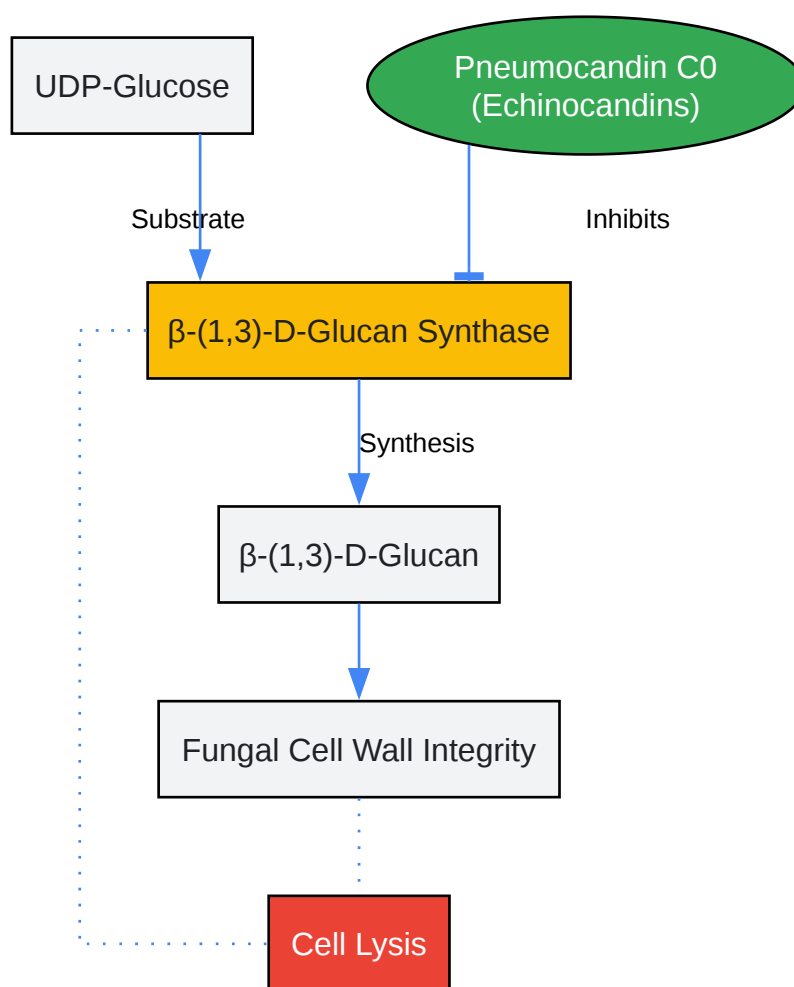 UDP-Glucose
Pneumocandin C0
(Echinocandins)
Substrate
Inhibits
β-(1,3)-D-Glucan Synthase
Synthesis
β-(1,3)-D-Glucan
Fungal Cell Wall Integrity
Cell Lysis